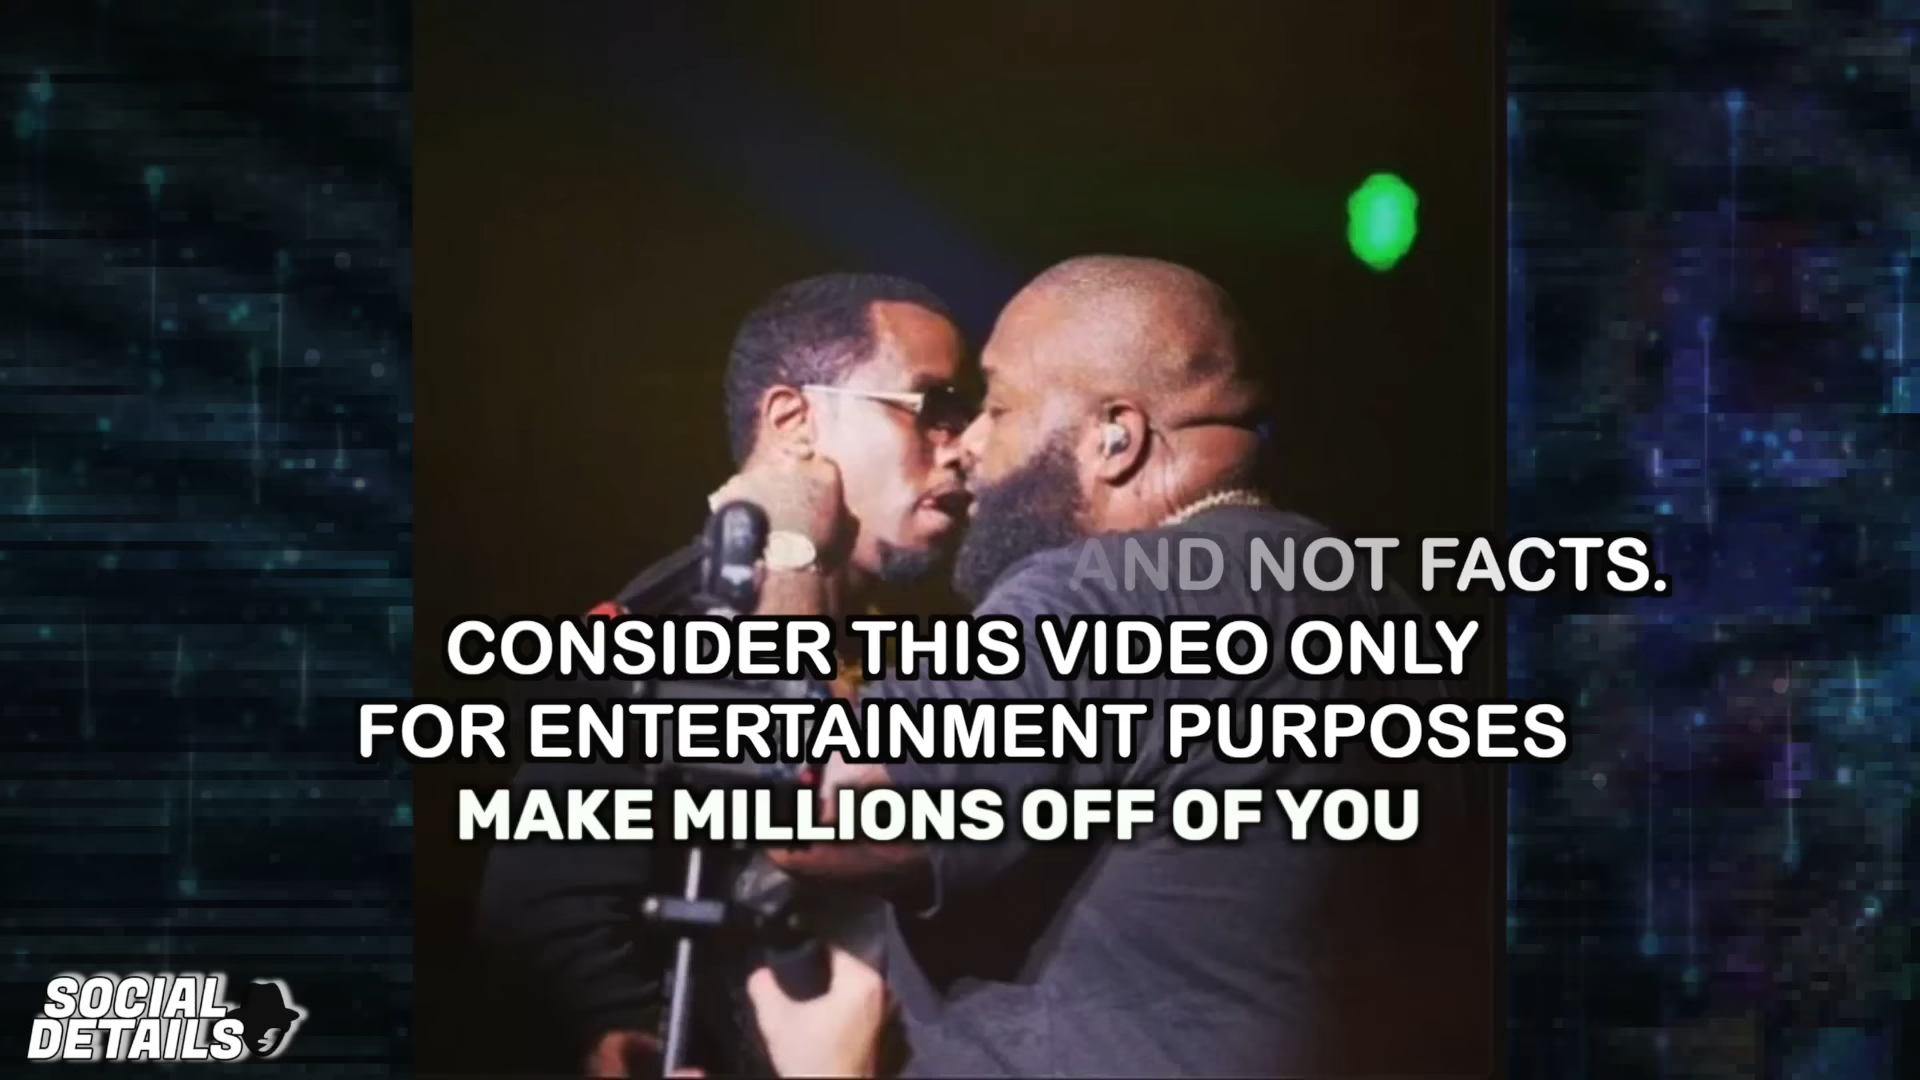 AND NOT FACTS.
CONSIDER THIS VIDEO ONLY
FOR ENTERTAINMENT PURPOSES
MAKE MILLIONS OFF OF YOU
SOCIAL
DETAILS